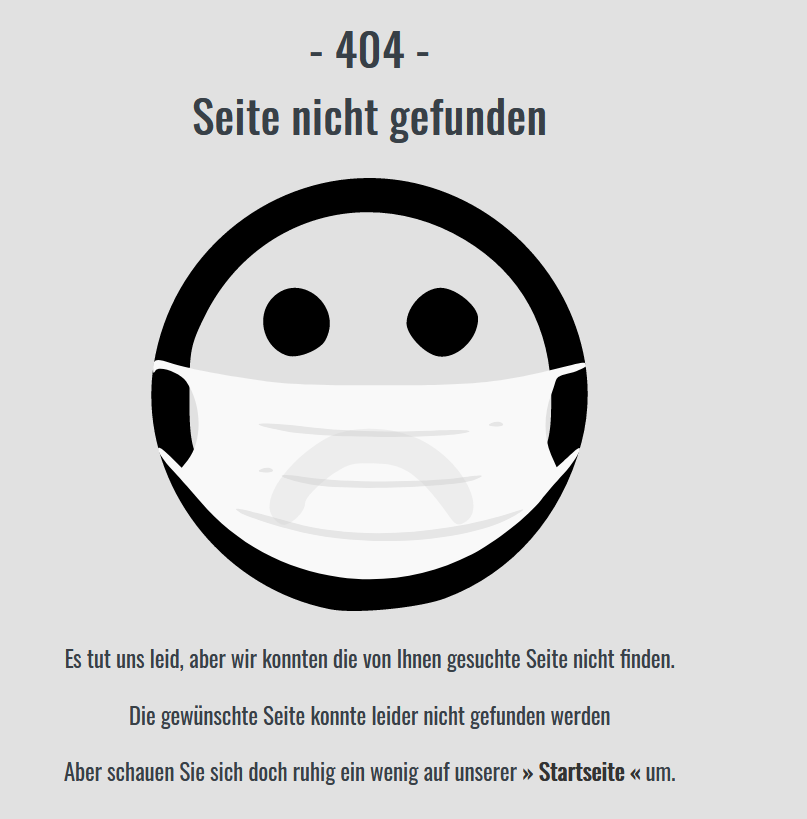 - 404 -
Seite nicht gefunden
Es tut uns leid, aber wir konnten die von Ihnen gesuchte Seite nicht finden.
Die gewünschte Seite konnte leider nicht gefunden werden
Aber schauen Sie sich doch ruhig ein wenig auf unserer » Startseite « um.